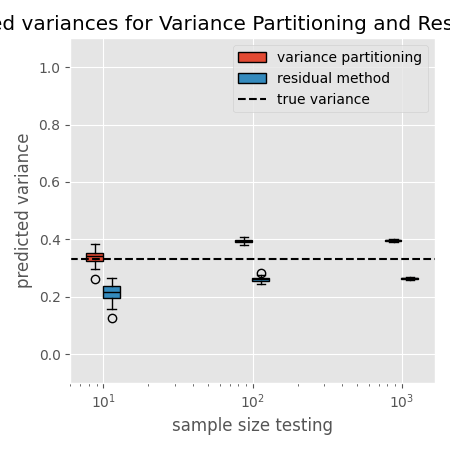 ed variances for Variance Partitioning and Res
variance partitioning
residual method
true variance
predicted variance
1.0
0.8
0.6
0.4
0.2
0.0
10¹ 10² 10³
sample size testing